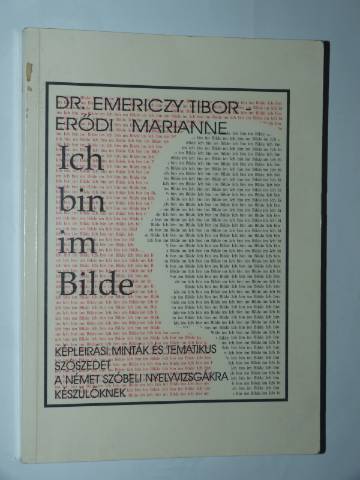 DR. EMERICZY TIBOR -
ERŐDI MARIANNE
Ich
bin
im
Bilde
KÉPLEÍRÁSI MINTÁK ÉS TEMATIKUS
SZÓSZEDET
A NÉMET SZÓBELI NYELVVIZSGÁKRA
KÉSZÜLŐKNEK